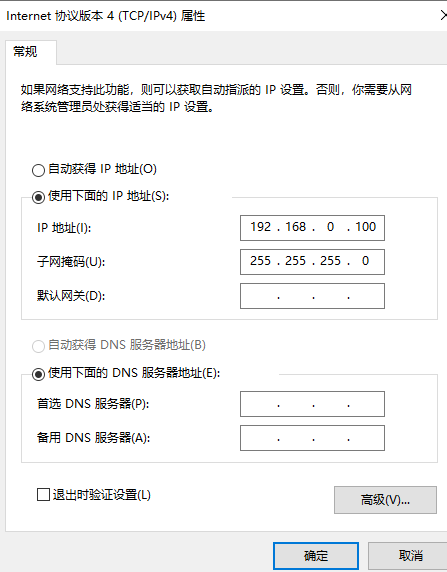 Internet 协议版本 4 (TCP/IPv4) 属性
常规
如果网络支持此功能，则可以获取自动指派的 IP 设置。否则，你需要从网
络系统管理员处获得适当的 IP 设置。
自动获得 IP 地址(O)
使用下面的 IP 地址(S):
IP 地址(I): 192 . 168 . 0 . 100
子网掩码(U): 255 . 255 . 255 . 0
默认网关(D): . . .
自动获得 DNS 服务器地址(B)
使用下面的 DNS 服务器地址(E):
首选 DNS 服务器(P): . . .
备用 DNS 服务器(A): . . .
退出时验证设置(L)
高级(V)...
确定 取消